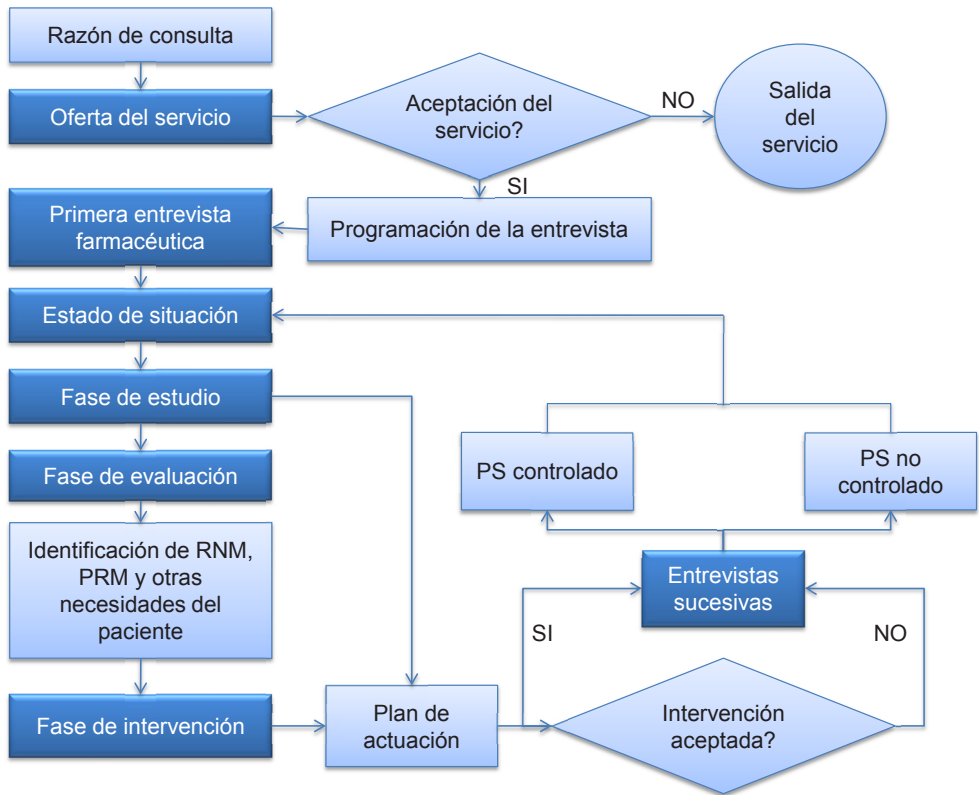 Razón de consulta
Oferta del servicio
Aceptación del
servicio?
NO
Salida
del
servicio
SI
Primera entrevista
farmacéutica
Programación de la entrevista
Estado de situación
Fase de estudio
Fase de evaluación
PS controlado
PS no
controlado
Identificación de RNM,
PRM y otras
necesidades del
paciente
Entrevistas
sucesivas
SI
NO
Fase de intervención
Plan de
actuación
Intervención
aceptada?